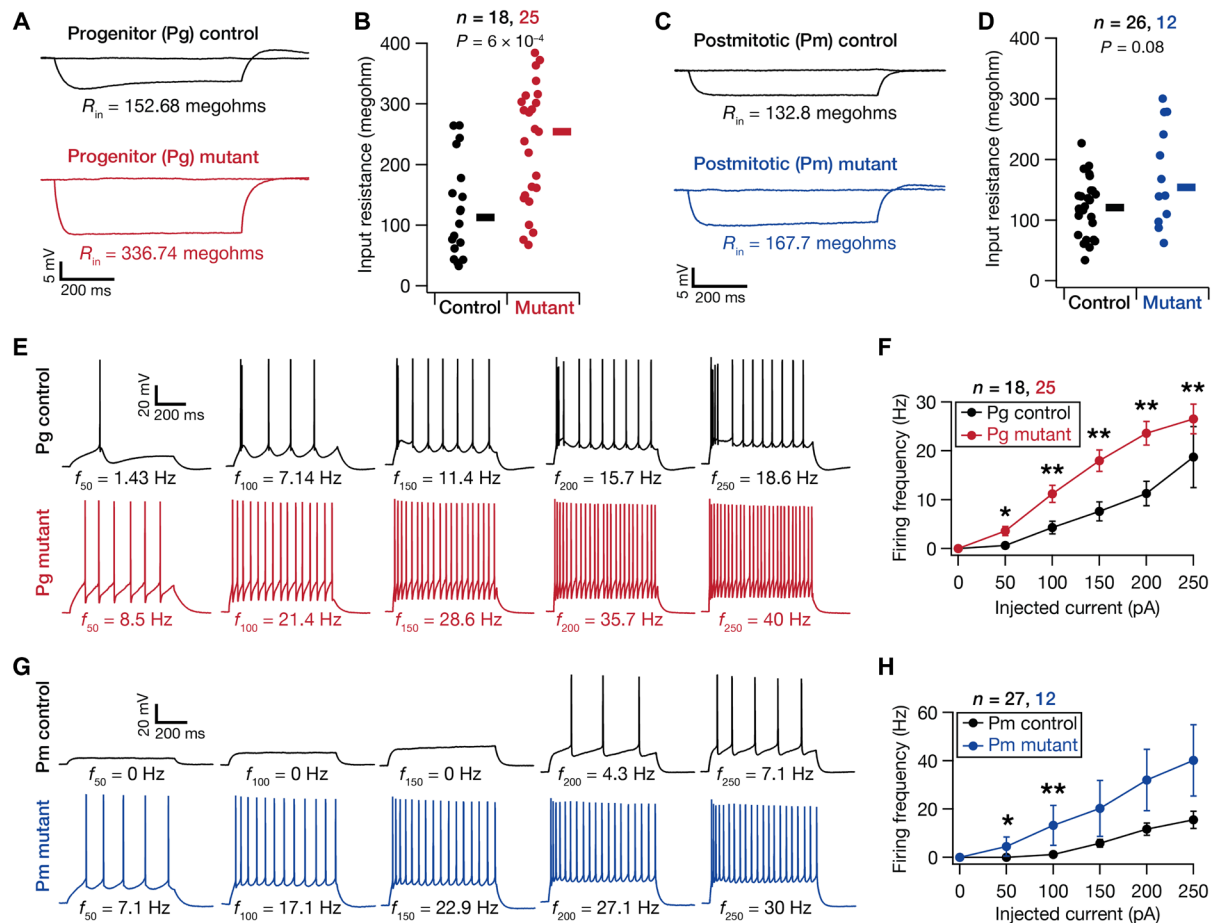 A
Progenitor (Pg) control
R_in = 152.68 megohms
Progenitor (Pg) mutant
R_in = 336.74 megohms
5 mV
200 ms
B
n = 18, 25
P = 6 × 10⁻⁴
Input resistance (megohm)
400
300
200
100
0
Control
Mutant
C
Postmitotic (Pm) control
R_in = 132.8 megohms
Postmitotic (Pm) mutant
R_in = 167.7 megohms
5 mV
200 ms
D
n = 26, 12
P = 0.08
Input resistance (megohm)
400
300
200
100
0
Control
Mutant
E
Pg control
20 mV
200 ms
f₅₀ = 1.43 Hz
f₁₀₀ = 7.14 Hz
f₁₅₀ = 11.4 Hz
f₂₀₀ = 15.7 Hz
f₂₅₀ = 18.6 Hz
Pg mutant
f₅₀ = 8.5 Hz
f₁₀₀ = 21.4 Hz
f₁₅₀ = 28.6 Hz
f₂₀₀ = 35.7 Hz
f₂₅₀ = 40 Hz
F
n = 18, 25
Pg control
Pg mutant
*
**
**
**
**
Firing frequency (Hz)
30
20
10
0
0 50 100 150 200 250
Injected current (pA)
G
Pm control
20 mV
200 ms
f₅₀ = 0 Hz
f₁₀₀ = 0 Hz
f₁₅₀ = 0 Hz
f₂₀₀ = 4.3 Hz
f₂₅₀ = 7.1 Hz
Pm mutant
f₅₀ = 7.1 Hz
f₁₀₀ = 17.1 Hz
f₁₅₀ = 22.9 Hz
f₂₀₀ = 27.1 Hz
f₂₅₀ = 30 Hz
H
n = 27, 12
Pm control
Pm mutant
*
**
Firing frequency (Hz)
60
40
20
0
0 50 100 150 200 250
Injected current (pA)